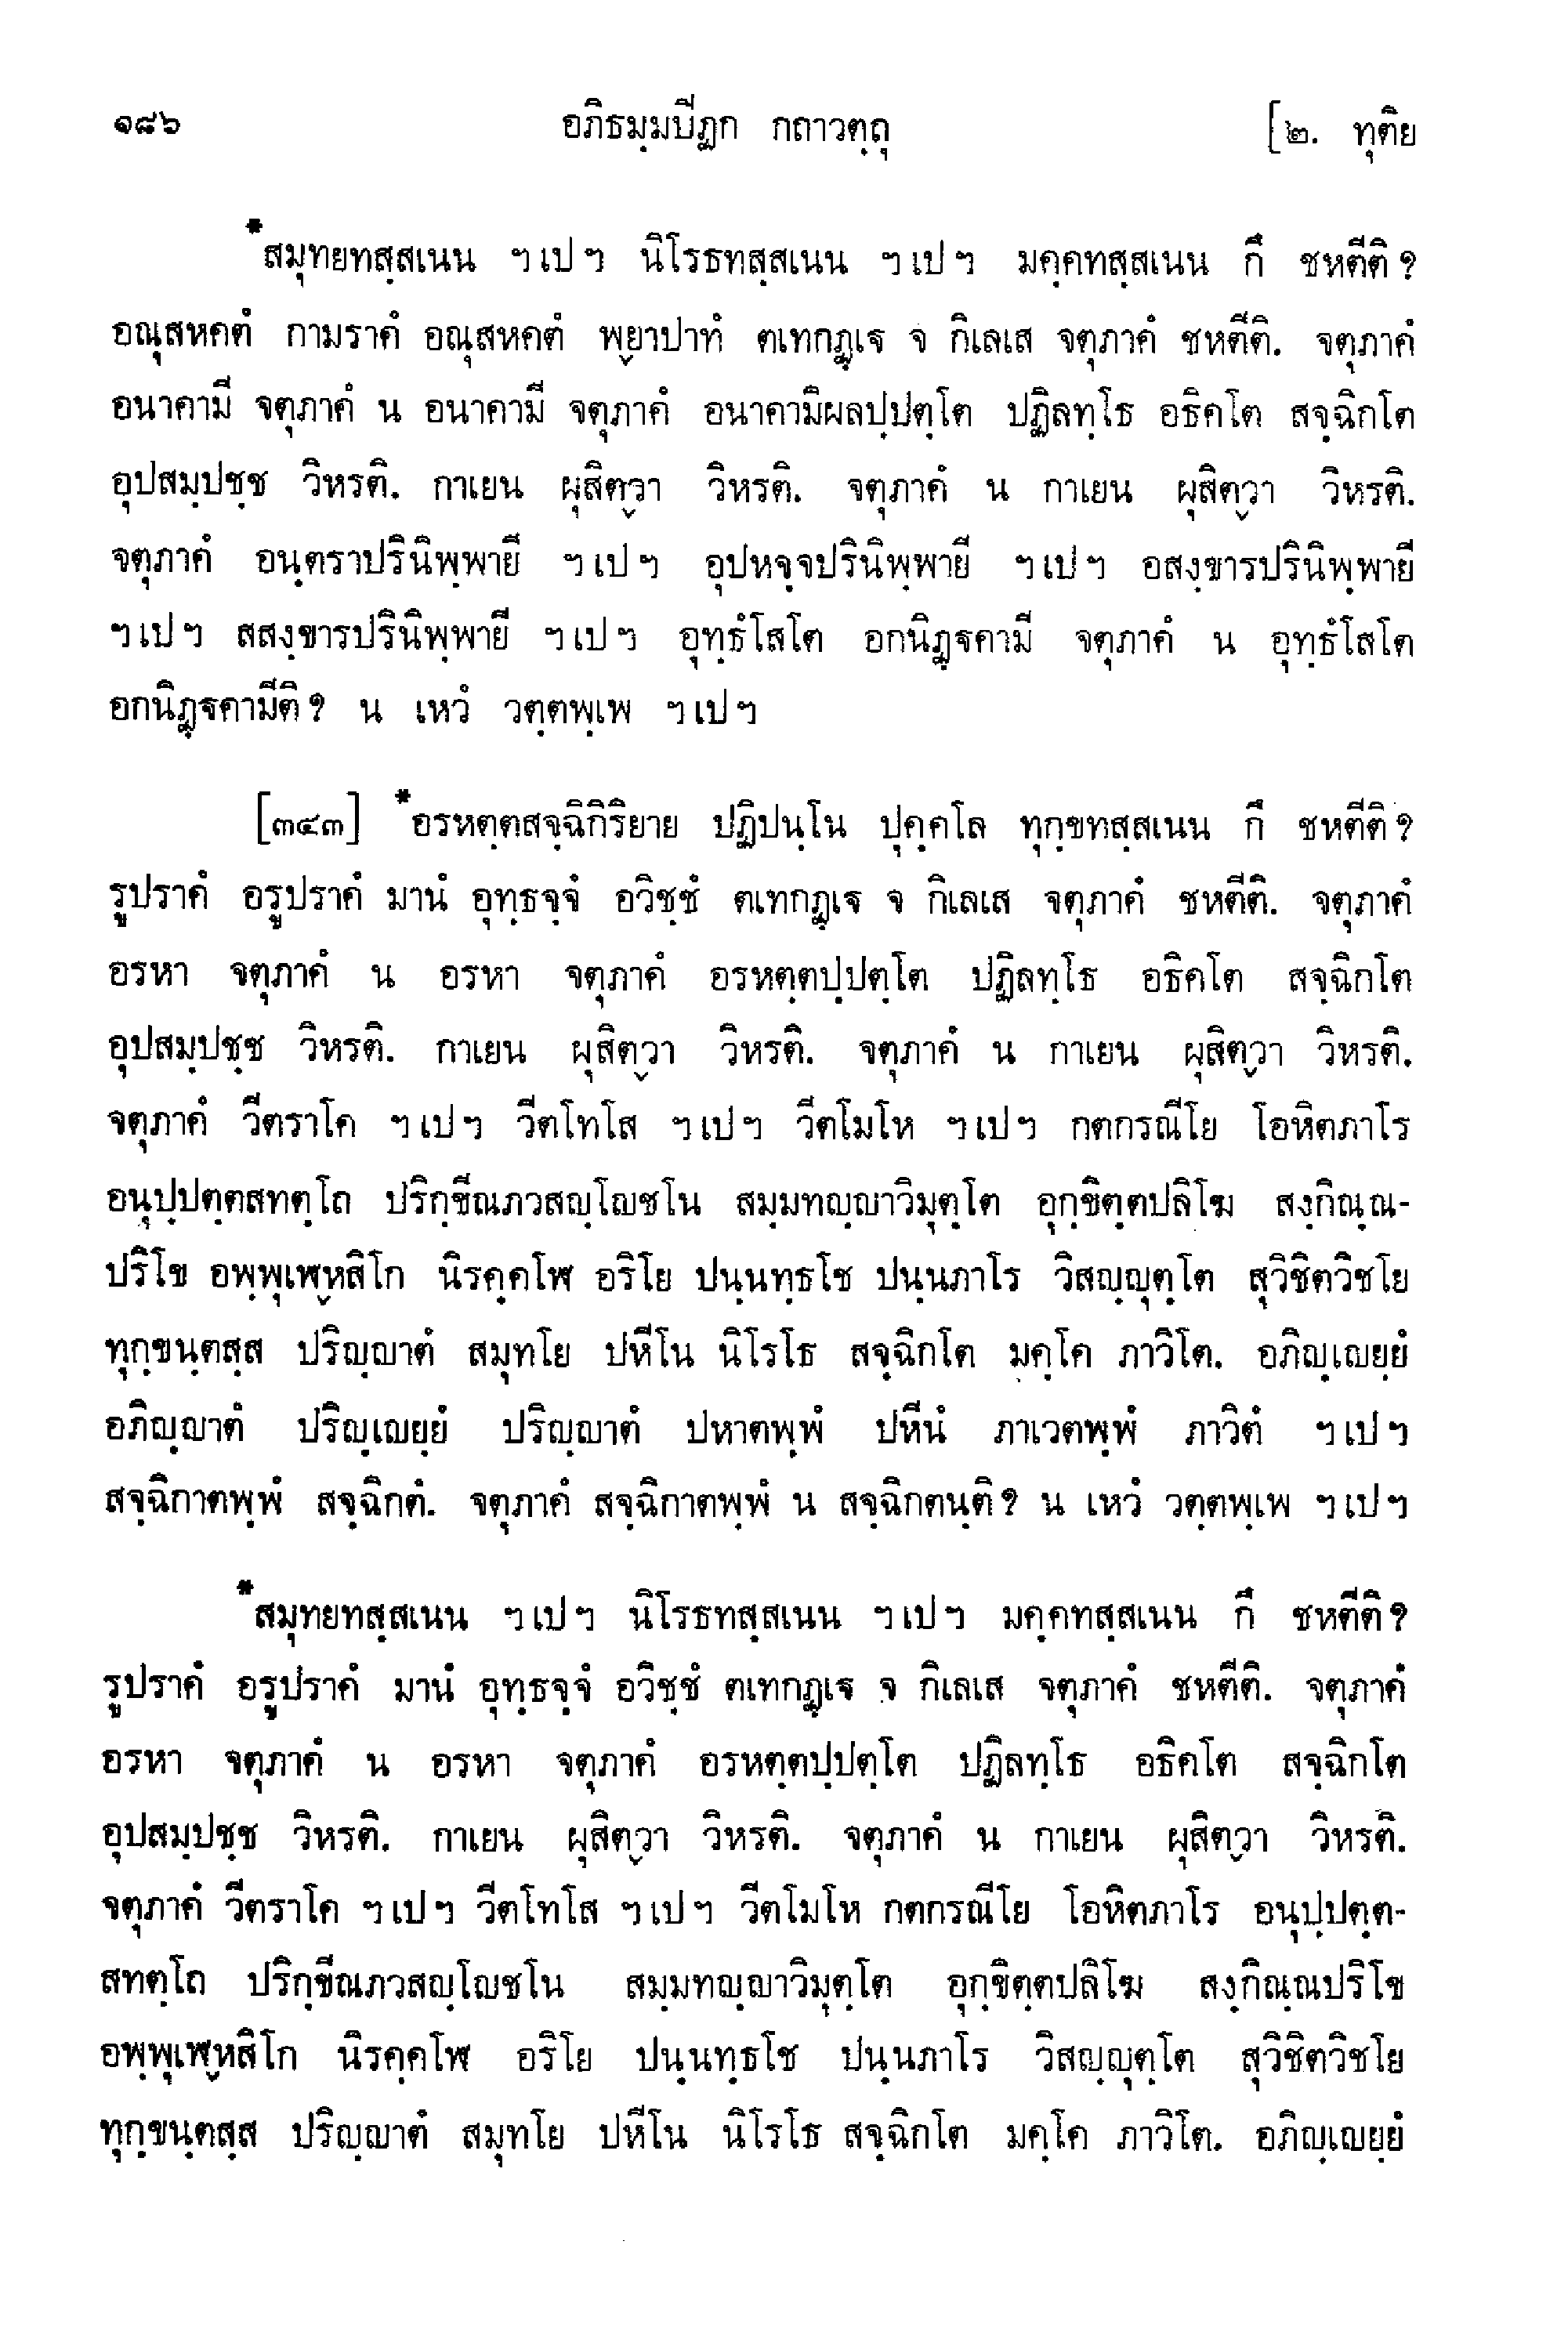 ๑๘๖ อภิธมฺมปีฏก กถาวตฺถุ [๒. ทุติย
*สมุทยทสฺสเนน ฯ เป ฯ นิโรธทสฺสเนน ฯ เป ฯ มคฺคทสฺสเนน กึ ชหตีติ ?
อณุสหคตํ กามราคํ อณุสหคตํ พฺยาปาทํ ตเทกฏฺเฐ จ กิเลเส จตุภาคํ ชหตีติ. จตุภาคํ
อนาคามี จตุภาคํ น อนาคามี จตุภาคํ อนาคามิผลปฺปตฺโต ปฏิลทฺโธ อธิคโต สจฺฉิกโต
อุปสมฺปชฺช วิหรติ. กาเยน ผุสิตฺวา วิหรติ. จตุภาคํ น กาเยน ผุสิตฺวา วิหรติ.
จตุภาคํ อนฺตราปรินิพฺพายี ฯ เป ฯ อุปหจฺจปรินิพฺพายี ฯ เป ฯ อสงฺขารปรินิพฺพายี
ฯ เป ฯ สสงฺขารปรินิพฺพายี ฯ เป ฯ อุทฺธํโสโต อกนิฏฺฐคามี จตุภาคํ น อุทฺธํโสโต
อกนิฏฺฐคามีติ ? น เหวํ วตฺตพฺเพ ฯ เป ฯ
[๓๔๓] *อรหตฺตสจฺฉิกิริยาย ปฏิปนฺโน ปุคฺคโล ทุกฺขทสฺสเนน กึ ชหตีติ ?
รูปราคํ อรูปราคํ มานํ อุทฺธจฺจํ อวิชฺชํ ตเทกฏฺเฐ จ กิเลเส จตุภาคํ ชหตีติ. จตุภาคํ
อรหา จตุภาคํ น อรหา จตุภาคํ อรหตฺตปฺปตฺโต ปฏิลทฺโธ อธิคโต สจฺฉิกโต
อุปสมฺปชฺช วิหรติ. กาเยน ผุสิตฺวา วิหรติ. จตุภาคํ น กาเยน ผุสิตฺวา วิหรติ.
จตุภาคํ วีตราโค ฯ เป ฯ วีตโทโส ฯ เป ฯ วีตโมโห ฯ เป ฯ กตกรณีโย โอหิตภาโร
อนุปฺปตฺตสทตฺโถ ปริกฺขีณภวสญฺโญชโน สมฺมทญฺญาวิมุตฺโต อุกฺขิตฺตปลิโฆ สงฺกิณฺณ-
ปริโข อพฺพุเฬฺหสิโก นิรคฺคโฬ อริโย ปนฺนทฺธโช ปนฺนภาโร วิสญฺญุตฺโต สุวิชิตวิชโย
ทุกฺขนฺตสฺส ปริญฺญาตํ สมุทโย ปหีโน นิโรโธ สจฺฉิกโต มคฺโค ภาวิโต. อภิญฺเญยฺยํ
อภิญฺญาตํ ปริญฺเญยฺยํ ปริญฺญาตํ ปหาตพฺพํ ปหีนํ ภาเวตพฺพํ ภาวิตํ ฯ เป ฯ
สจฺฉิกาตพฺพํ สจฺฉิกตํ. จตุภาคํ สจฺฉิกาตพฺพํ น สจฺฉิกตนฺติ ? น เหวํ วตฺตพฺเพ ฯ เป ฯ
*สมุทยทสฺสเนน ฯ เป ฯ นิโรธทสฺสเนน ฯ เป ฯ มคฺคทสฺสเนน กึ ชหตีติ ?
รูปราคํ อรูปราคํ มานํ อุทฺธจฺจํ อวิชฺชํ ตเทกฏฺเฐ จ กิเลเส จตุภาคํ ชหตีติ. จตุภาคํ
อรหา จตุภาคํ น อรหา จตุภาคํ อรหตฺตปฺปตฺโต ปฏิลทฺโธ อธิคโต สจฺฉิกโต
อุปสมฺปชฺช วิหรติ. กาเยน ผุสิตฺวา วิหรติ. จตุภาคํ น กาเยน ผุสิตฺวา วิหรติ.
จตุภาคํ วีตราโค ฯ เป ฯ วีตโทโส ฯ เป ฯ วีตโมโห กตกรณีโย โอหิตภาโร อนุปฺปตฺต-
สทตฺโถ ปริกฺขีณภวสญฺโญชโน สมฺมทญฺญาวิมุตฺโต อุกฺขิตฺตปลิโฆ สงฺกิณฺณปริโข
อพฺพุเฬฺหสิโก นิรคฺคโฬ อริโย ปนฺนทฺธโช ปนฺนภาโร วิสญฺญุตฺโต สุวิชิตวิชโย
ทุกฺขนฺตสฺส ปริญฺญาตํ สมุทโย ปหีโน นิโรโธ สจฺฉิกโต มคฺโค ภาวิโต. อภิญฺเญยฺยํ